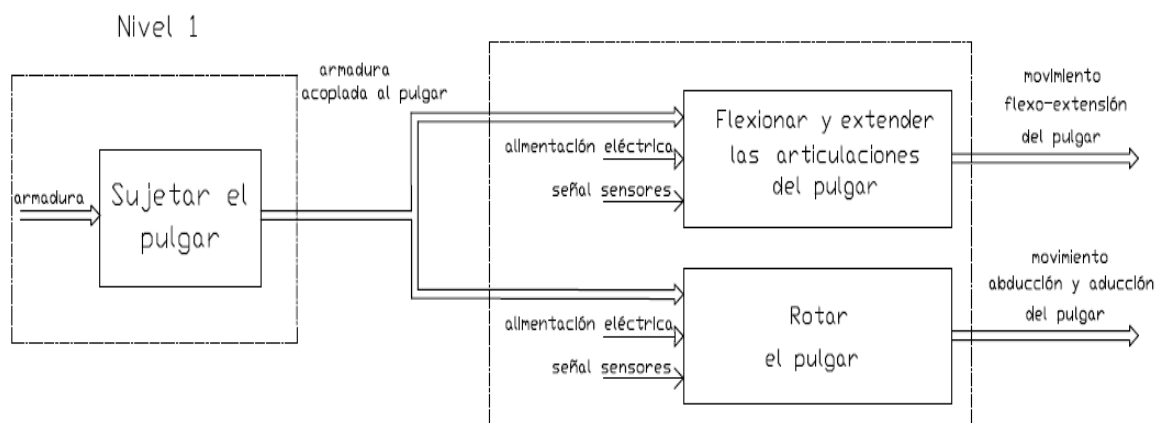 Nivel 1
armadura
Sujetar el
pulgar
armadura
acoplada al pulgar
alimentación eléctrica
señal sensores
Flexionar y extender
las articulaciones
del pulgar
movimiento
flexo-extensión
del pulgar
alimentación eléctrica
señal sensores
Rotar
el pulgar
movimiento
abducción y aducción
del pulgar